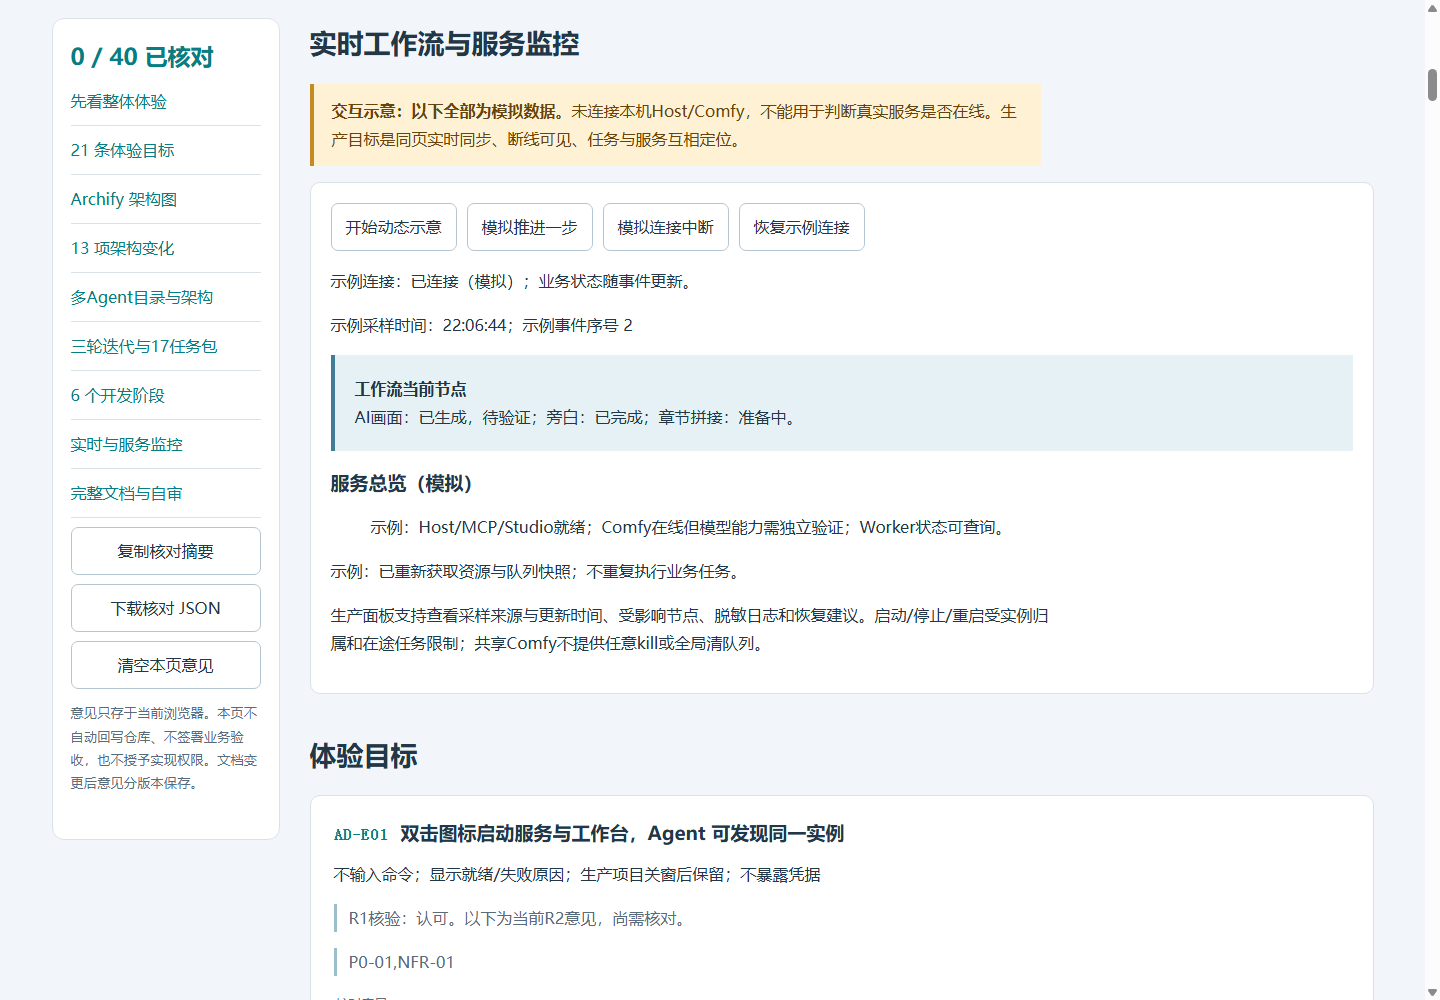 0 / 40 已核对
先看整体体验
21 条体验目标
Archify 架构图
13 项架构变化
多Agent目录与架构
三轮迭代与17任务包
6 个开发阶段
实时与服务监控
完整文档与自审
复制核对摘要
下载核对 JSON
清空本页意见
意见只存于当前浏览器。本页不
自动回写仓库、不签署业务验
收，也不授予实现权限。文档变
更后意见分版本保存。
实时工作流与服务监控
交互示意：以下全部为模拟数据。未连接本机Host/Comfy，不能用于判断真实服务是否在线。生
产目标是同页实时同步、断线可见、任务与服务互相定位。
开始动态示意
模拟推进一步
模拟连接中断
恢复示例连接
示例连接：已连接（模拟）；业务状态随事件更新。
示例采样时间：22:06:44；示例事件序号 2
工作流当前节点
AI画面：已生成，待验证；旁白：已完成；章节拼接：准备中。
服务总览（模拟）
示例：Host/MCP/Studio就绪；Comfy在线但模型能力需独立验证；Worker状态可查询。
示例：已重新获取资源与队列快照；不重复执行业务任务。
生产面板支持查看采样来源与更新时间、受影响节点、脱敏日志和恢复建议。启动/停止/重启受实例归
属和在途任务限制；共享Comfy不提供任意kill或全局清队列。
体验目标
AD-E01 双击图标启动服务与工作台，Agent 可发现同一实例
不输入命令；显示就绪/失败原因；生产项目关窗后保留；不暴露凭据
R1核验：认可。以下为当前R2意见，尚需核对。
P0-01,NFR-01